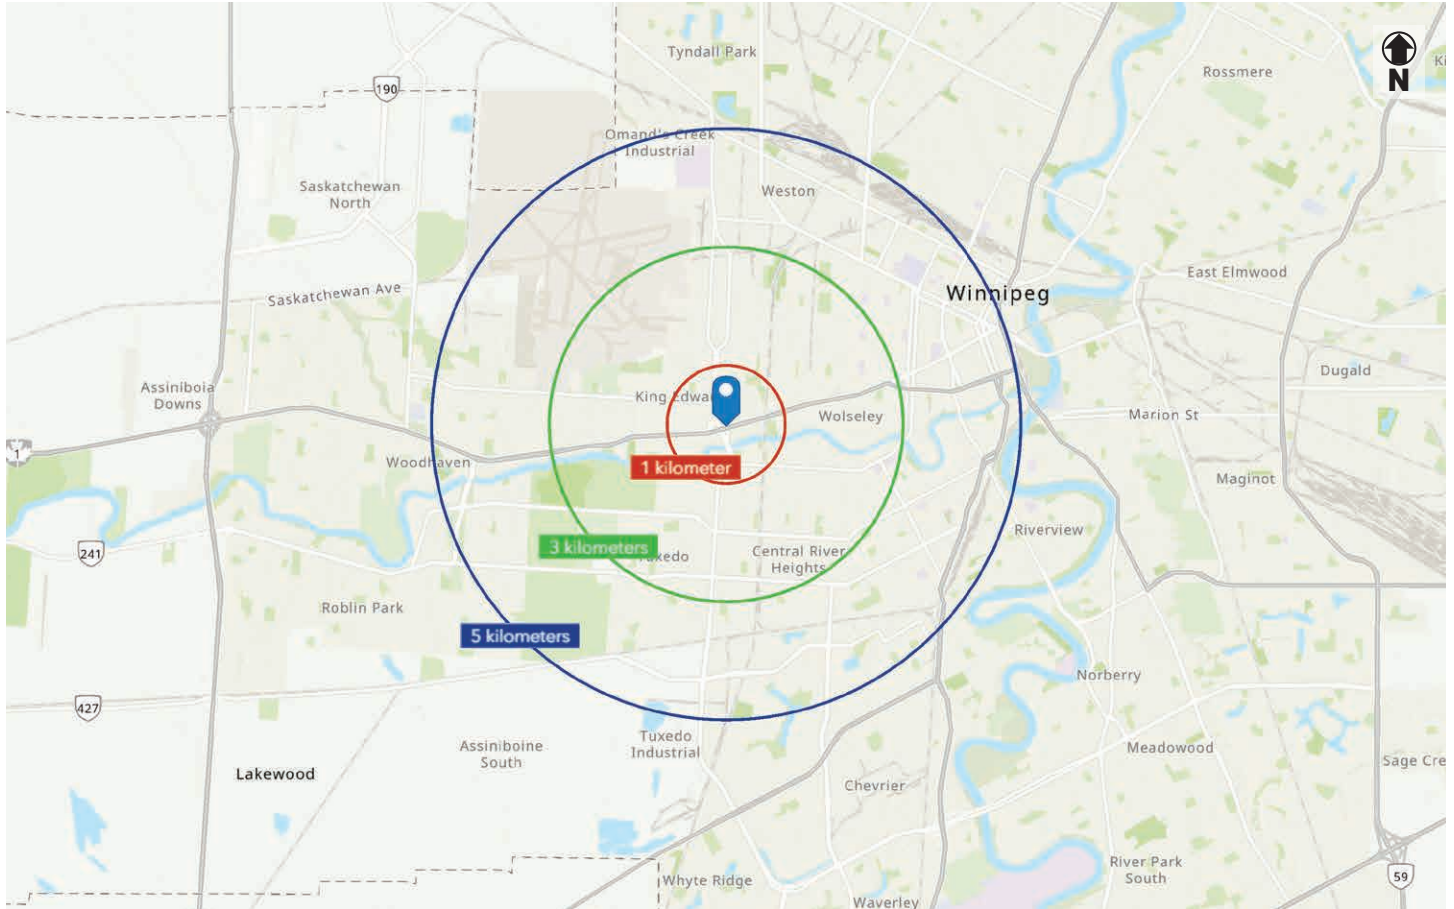 Tyndall Park
N
Rossmere
Ki
190
Omand's Creek
Industrial
Weston
Saskatchewan
North
East Elmwood
Saskatchewan Ave
Winnipeg
Assiniboia
Downs
Dugald
King Edwa
Wolseley
Marion St
1
Woodhaven
1 kilometer
Maginot
Riverview
241
3 kilometers
Tuxedo
Central River
Heights
Roblin Park
5 kilometers
Norberry
427
Assiniboine
South
Tuxedo
Industrial
Meadowood
Sage Cre
Lakewood
Chevrier
River Park
South
59
Whyte Ridge
Waverley